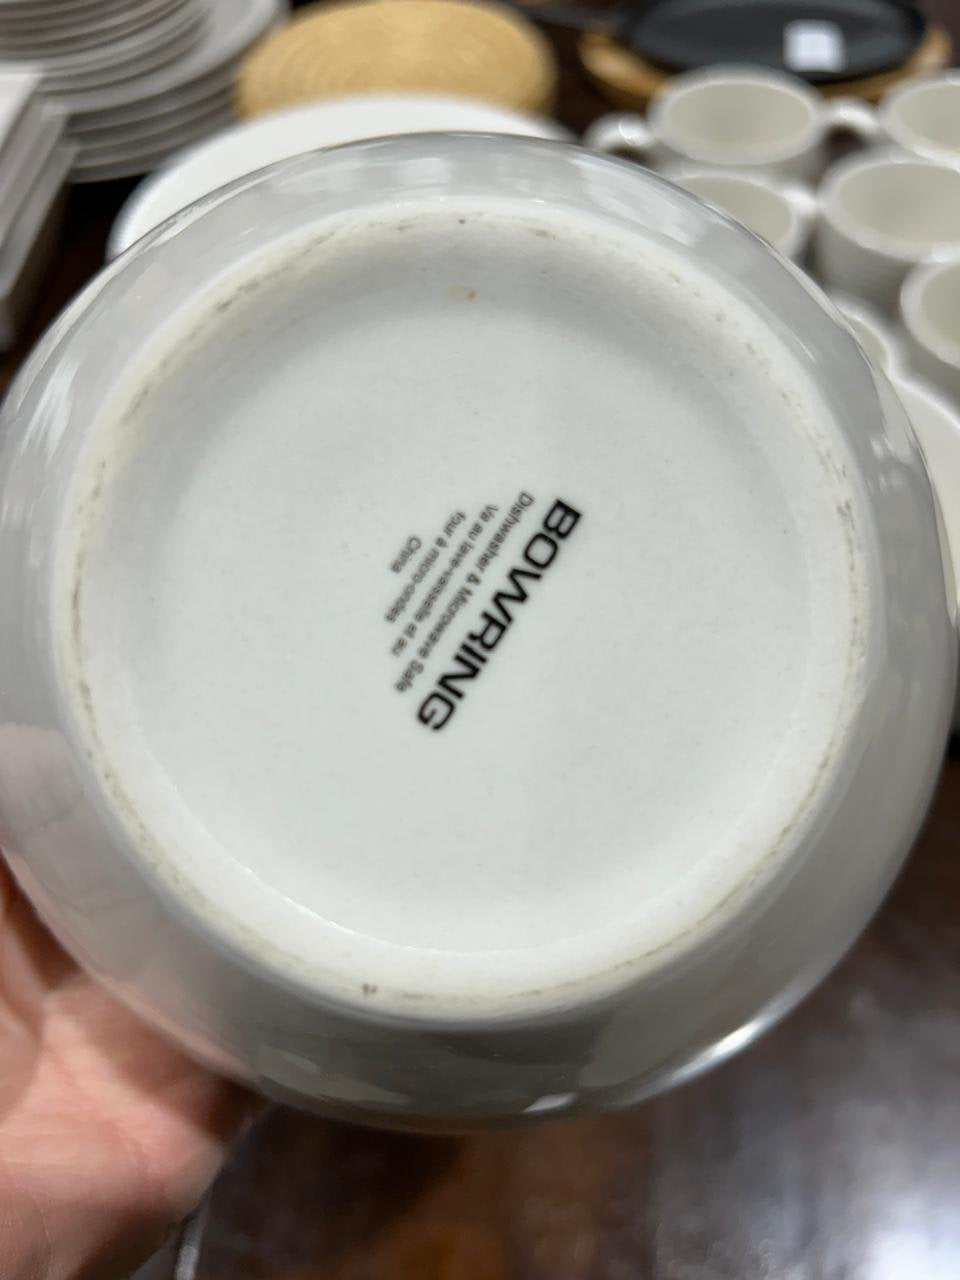 BOWRING
Dishwasher & Microwave Safe
Va au lave-vaisselle et au
four à micro-ondes
China